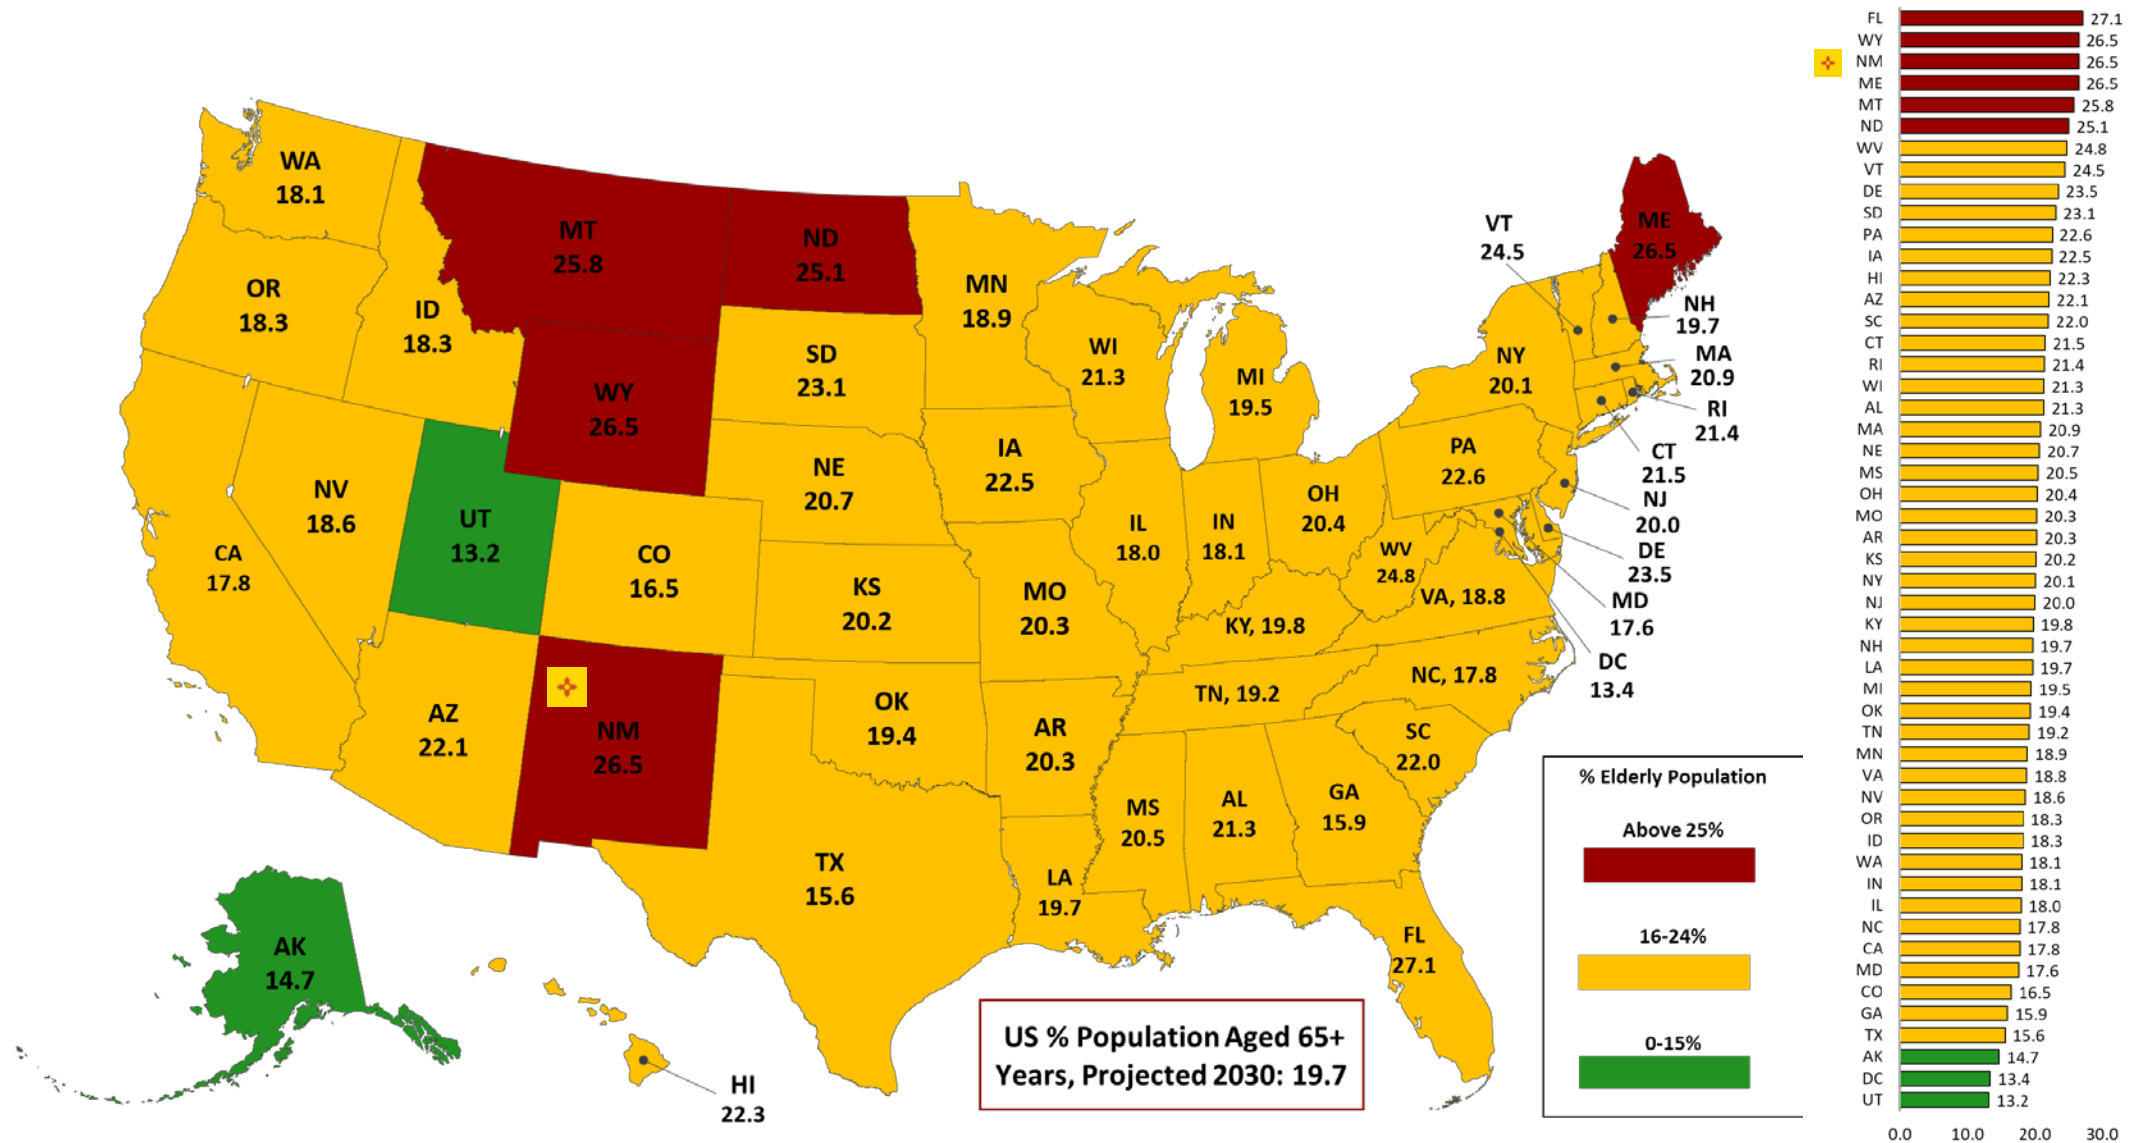 WA
18.1
OR
18.3
ID
18.3
MT
25.8
ND
25.1
MN
18.9
WY
26.5
SD
23.1
WI
21.3
MI
19.5
NY
20.1
VT
24.5
ME
26.5
NH
19.7
MA
20.9
RI
21.4
CT
21.5
NJ
20.0
DE
23.5
MD
17.6
DC
13.4
CA
17.8
NV
18.6
UT
13.2
CO
16.5
NE
20.7
IA
22.5
IL
18.0
IN
18.1
OH
20.4
PA
22.6
WV
24.8
VA, 18.8
KY, 19.8
KS
20.2
MO
20.3
TN, 19.2
NC, 17.8
SC
22.0
AZ
22.1
NM
26.5
OK
19.4
AR
20.3
MS
20.5
AL
21.3
GA
15.9
TX
15.6
LA
19.7
FL
27.1
AK
14.7
HI
22.3
US % Population Aged 65+
Years, Projected 2030: 19.7
% Elderly Population
Above 25%
16-24%
0-15%
FL 27.1
WY 26.5
NM 26.5
ME 26.5
MT 25.8
ND 25.1
WV 24.8
VT 24.5
DE 23.5
SD 23.1
PA 22.6
IA 22.5
HI 22.3
AZ 22.1
SC 22.0
CT 21.5
RI 21.4
WI 21.3
AL 21.3
MA 20.9
NE 20.7
MS 20.5
OH 20.4
MO 20.3
AR 20.3
KS 20.2
NY 20.1
NJ 20.0
KY 19.8
NH 19.7
LA 19.7
MI 19.5
OK 19.4
TN 19.2
MN 18.9
VA 18.8
NV 18.6
OR 18.3
ID 18.3
WA 18.1
IN 18.1
IL 18.0
NC 17.8
CA 17.8
MD 17.6
CO 16.5
GA 15.9
TX 15.6
AK 14.7
DC 13.4
UT 13.2
0.0 10.0 20.0 30.0